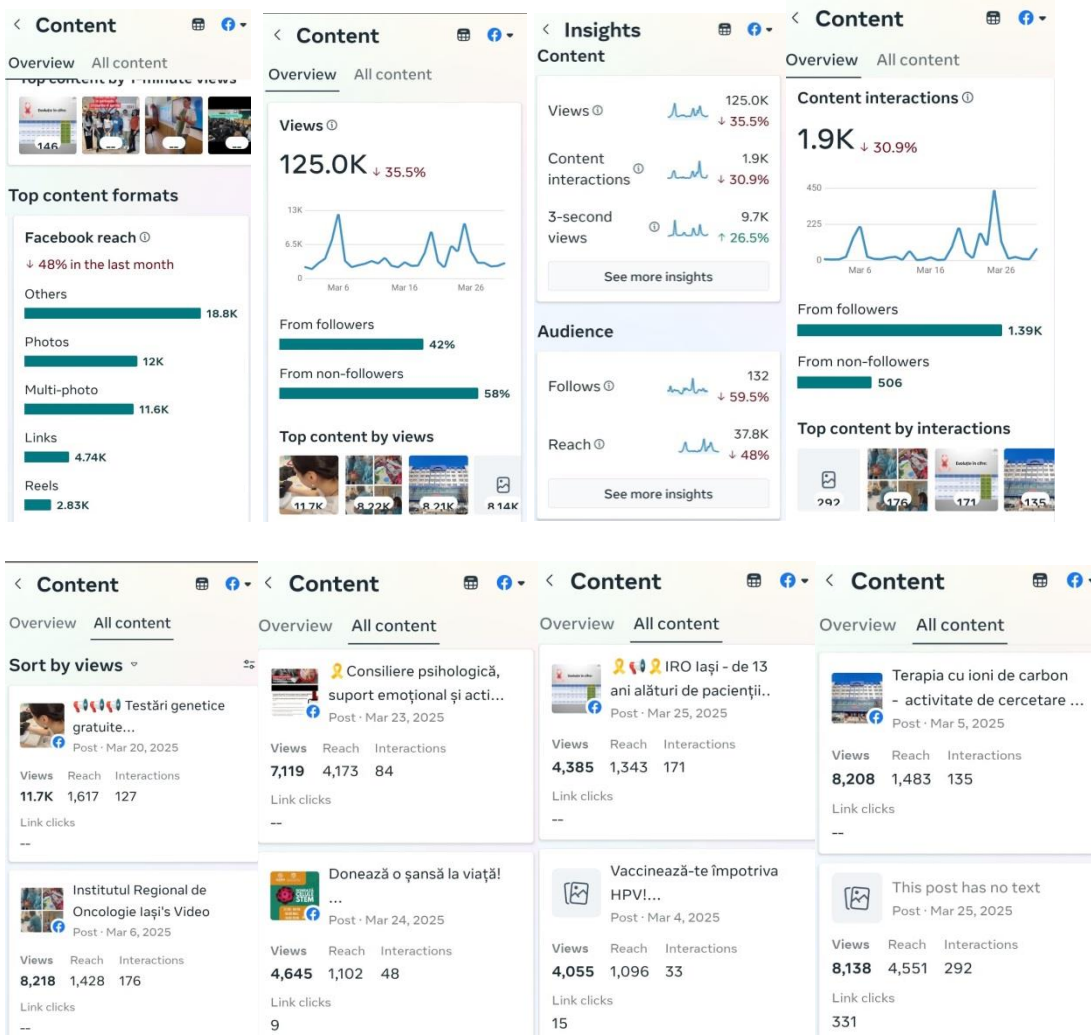 Content
Overview All content
Top content by 1-minute views
146 -- -- --
Top content formats
Facebook reach
↓ 48% in the last month
Others
18.8K
Photos
12K
Multi-photo
11.6K
Links
4.74K
Reels
2.83K
Content
Overview All content
Views
125.0K ↓ 35.5%
13K
6.5K
0
Mar 6 Mar 16 Mar 26
From followers
42%
From non-followers
58%
Top content by views
11.7K 8.22K 8.21K 8.14K
Insights
Content
Views 125.0K
↓ 35.5%
Content
interactions
1.9K
↓ 30.9%
3-second
views
9.7K
↑ 26.5%
See more insights
Audience
Follows 132
↓ 59.5%
Reach 37.8K
↓ 48%
See more insights
Content
Overview All content
Content interactions
1.9K ↓ 30.9%
450
225
0
Mar 6 Mar 16 Mar 26
From followers
1.39K
From non-followers
506
Top content by interactions
Evoluție în cifre
292 176 171 135
Content
Overview All content
Sort by views
Testări genetice
gratuite...
Post · Mar 20, 2025
Views Reach Interactions
11.7K 1,617 127
Link clicks
--
Institutul Regional de
Oncologie Iași's Video
Post · Mar 6, 2025
Views Reach Interactions
8,218 1,428 176
Link clicks
--
Content
Overview All content
🎗️Consiliere psihologică,
suport emoțional și acti...
Post · Mar 23, 2025
Views Reach Interactions
7,119 4,173 84
Link clicks
--
Donează o șansă la viață!
...
Post · Mar 24, 2025
Views Reach Interactions
4,645 1,102 48
Link clicks
9
Content
Overview All content
🎗️📢🎗️IRO Iași - de 13
ani alături de pacienții..
Post · Mar 25, 2025
Views Reach Interactions
4,385 1,343 171
Link clicks
--
Vaccinează-te împotriva
HPV!...
Post · Mar 4, 2025
Views Reach Interactions
4,055 1,096 33
Link clicks
15
Content
Overview All content
Terapia cu ioni de carbon
- activitate de cercetare ...
Post · Mar 5, 2025
Views Reach Interactions
8,208 1,483 135
Link clicks
--
This post has no text
Post · Mar 25, 2025
Views Reach Interactions
8,138 4,551 292
Link clicks
331